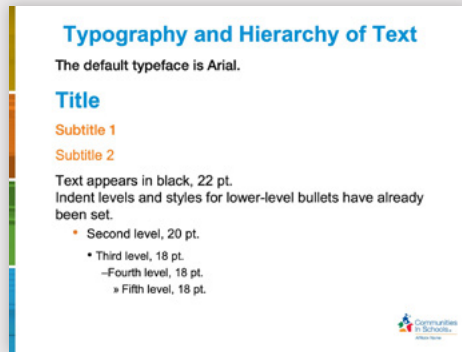 Typography and Hierarchy of Text
The default typeface is Arial.
Title
Subtitle 1
Subtitle 2
Text appears in black, 22 pt.
Indent levels and styles for lower-level bullets have already
been set.
• Second level, 20 pt.
• Third level, 18 pt.
–Fourth level, 18 pt.
» Fifth level, 18 pt.
Communities
In Schools
Affiliate Name